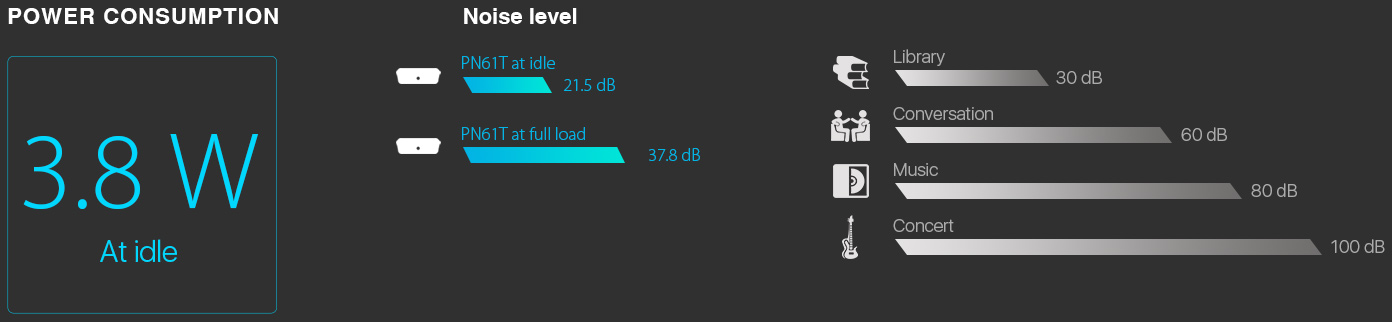 POWER CONSUMPTION
3.8 W
At idle
Noise level
PN61T at idle
21.5 dB
PN61T at full load
37.8 dB
Library
30 dB
Conversation
60 dB
Music
80 dB
Concert
100 dB